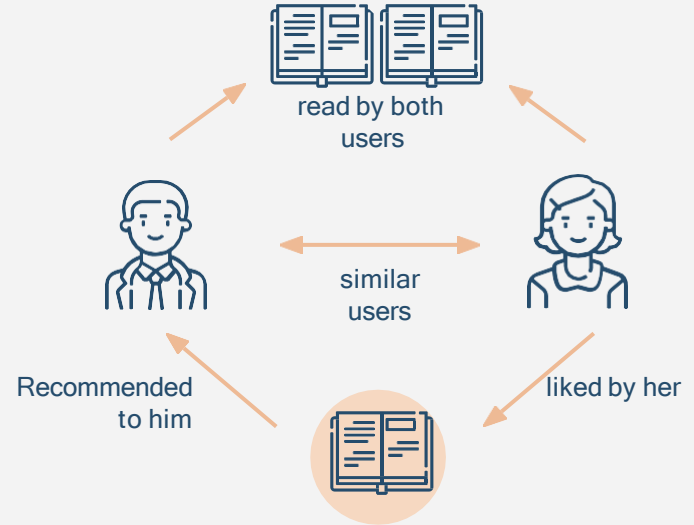 read by both
users
similar
users
Recommended
to him
liked by her